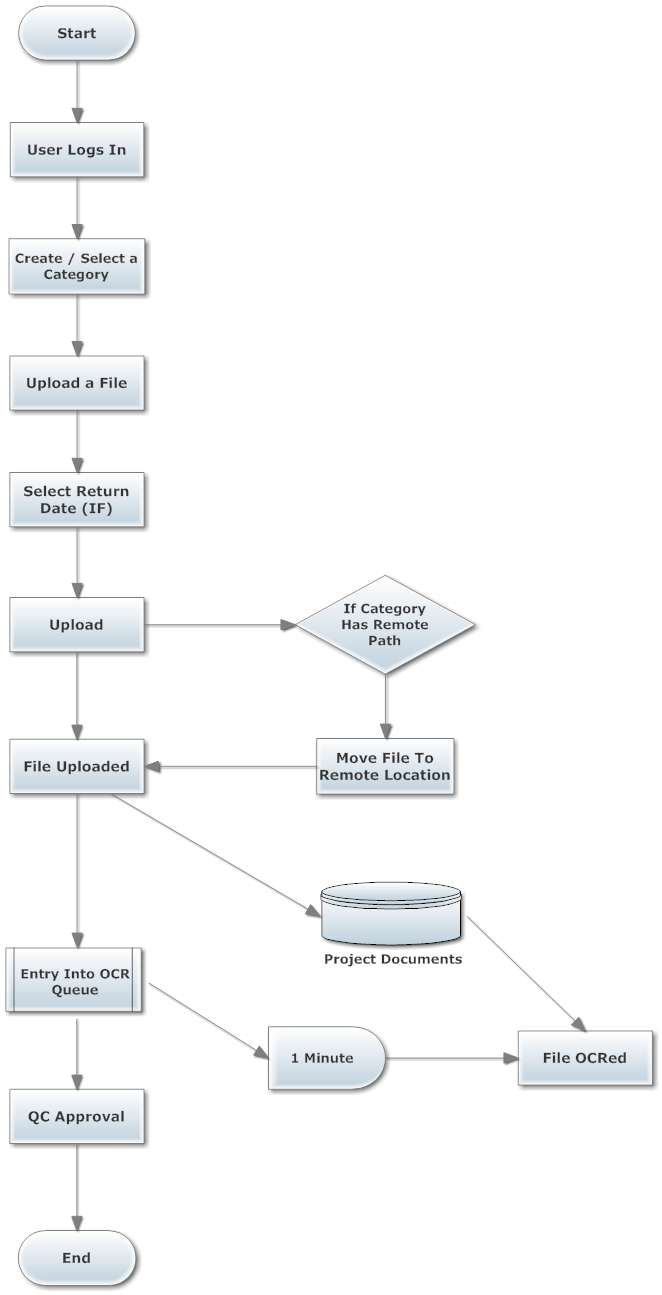 Start
User Logs In
Create / Select a
Category
Upload a File
Select Return
Date (IF)
Upload
If Category
Has Remote
Path
File Uploaded
Move File To
Remote Location
Project Documents
Entry Into OCR
Queue
1 Minute
File OCRed
QC Approval
End